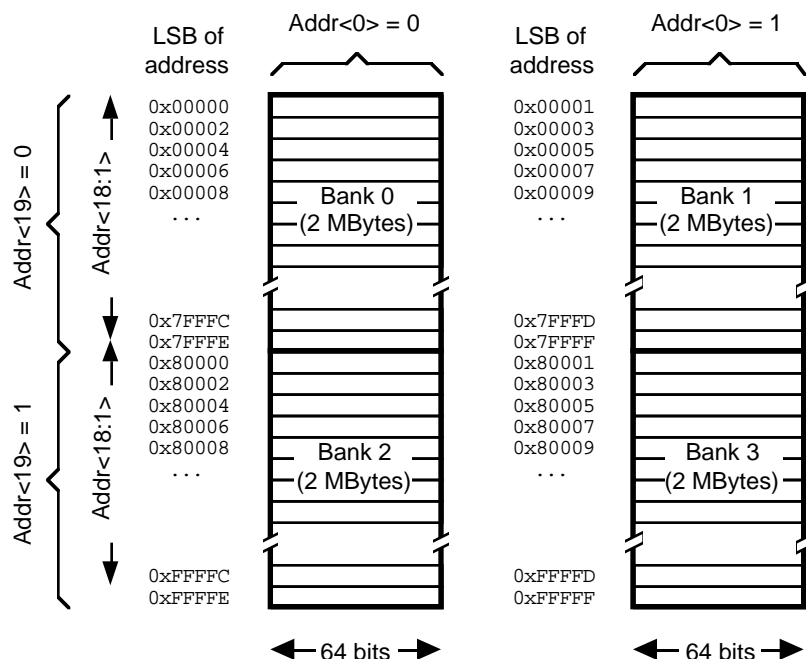 LSB of
address
Addr<0> = 0
LSB of
address
Addr<0> = 1
Addr<19> = 0
Addr<18:1>
0x00000
0x00002
0x00004
0x00006
0x00008
...
Bank 0
(2 MBytes)
0x00001
0x00003
0x00005
0x00007
0x00009
...
Bank 1
(2 MBytes)
0x7FFFC
0x7FFFE
0x7FFFD
0x7FFFF
Addr<19> = 1
Addr<18:1>
0x80000
0x80002
0x80004
0x80006
0x80008
...
Bank 2
(2 MBytes)
0x80001
0x80003
0x80005
0x80007
0x80009
...
Bank 3
(2 MBytes)
0xFFFFC
0xFFFFE
0xFFFFD
0xFFFFF
64 bits
64 bits